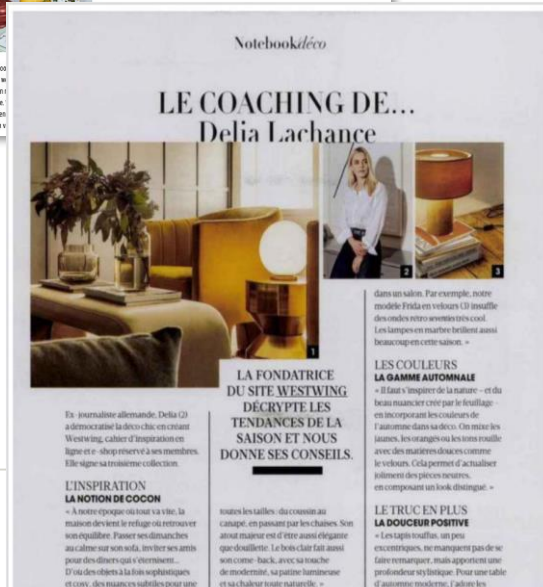 Notebook déco
LE COACHING DE...
Delia Lachance
1
2
3
LA FONDATRICE
DU SITE WESTWING
DÉCRYPTE LES
TENDANCES DE LA
SAISON ET NOUS
DONNE SES CONSEILS.
Ex-journaliste allemande, Delia (2)
a démocratisé la déco chic en créant
Westwing, cahier d'inspiration en
ligne et e-shop réservé à ses membres.
Elle signe sa troisième collection.
L'INSPIRATION
LA NOTION DE COCON
« À notre époque où tout va vite, la
maison devient le refuge où retrouver
son équilibre. Passer ses dimanches
au calme sur son sofa, inviter ses amis
pour des dîners qui s'éternisent...
D'où des objets à la fois sophistiqués
et cosy, des nuances subtiles pour une
toutes les tailles : du coussin au
canapé, en passant par les chaises. Son
atout majeur est d'être aussi élégante
que douillette. Le bois clair fait aussi
son come-back, avec sa touche
de modernité, sa patine lumineuse
et sa chaleur toute naturelle. »
dans un salon. Par exemple, notre
modèle Frida en velours (3) insuffle
des ondes rétro seventies très cool.
Les lampes en marbre brillent aussi
beaucoup en cette saison. »
LES COULEURS
LA GAMME AUTOMNALE
« Il faut s'inspirer de la nature – et du
beau nuancier créé par le feuillage –
en incorporant les couleurs de
l'automne dans sa déco. On mixe les
jaunes, les orangés ou les tons rouille
avec des matières douces comme
le velours. Cela permet d'actualiser
joliment des pièces neutres,
en composant un look distingué. »
LE TRUC EN PLUS
LA DOUCEUR POSITIVE
« Les tapis touffus, un peu
excentriques, ne manquent pas de se
faire remarquer, mais apportent une
profondeur stylistique. Pour une table
d'automne moderne, j'adore les